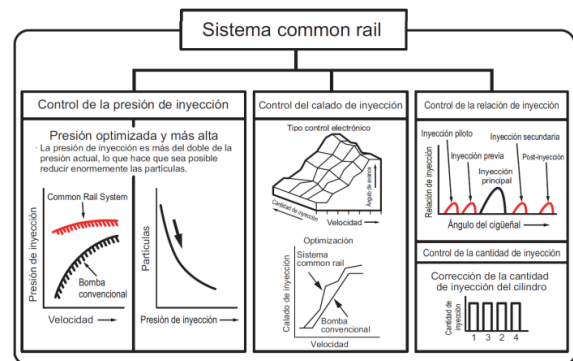 Sistema common rail
Control de la presión de inyección
Presión optimizada y más alta
· La presión de inyección es más del doble de la
presión actual, lo que hace que sea posible
reducir enormemente las partículas.
Common Rail System
Presión de inyección
Bomba
convencional
Velocidad
Partículas
Presión de inyección
Control del calado de inyección
Tipo control electrónico
Ángulo de avance
Cantidad de inyección
Velocidad
Optimización
Calado de inyección
Sistema
common rail
Bomba
convencional
Velocidad
Control de la relación de inyección
Relación de inyección
Inyección piloto
Inyección secundaria
Inyección previa
Post-inyección
Inyección
principal
Ángulo del cigüeñal
Control de la cantidad de inyección
Corrección de la cantidad
de inyección del cilindro
Cantidad de
inyección
1 3 2 4